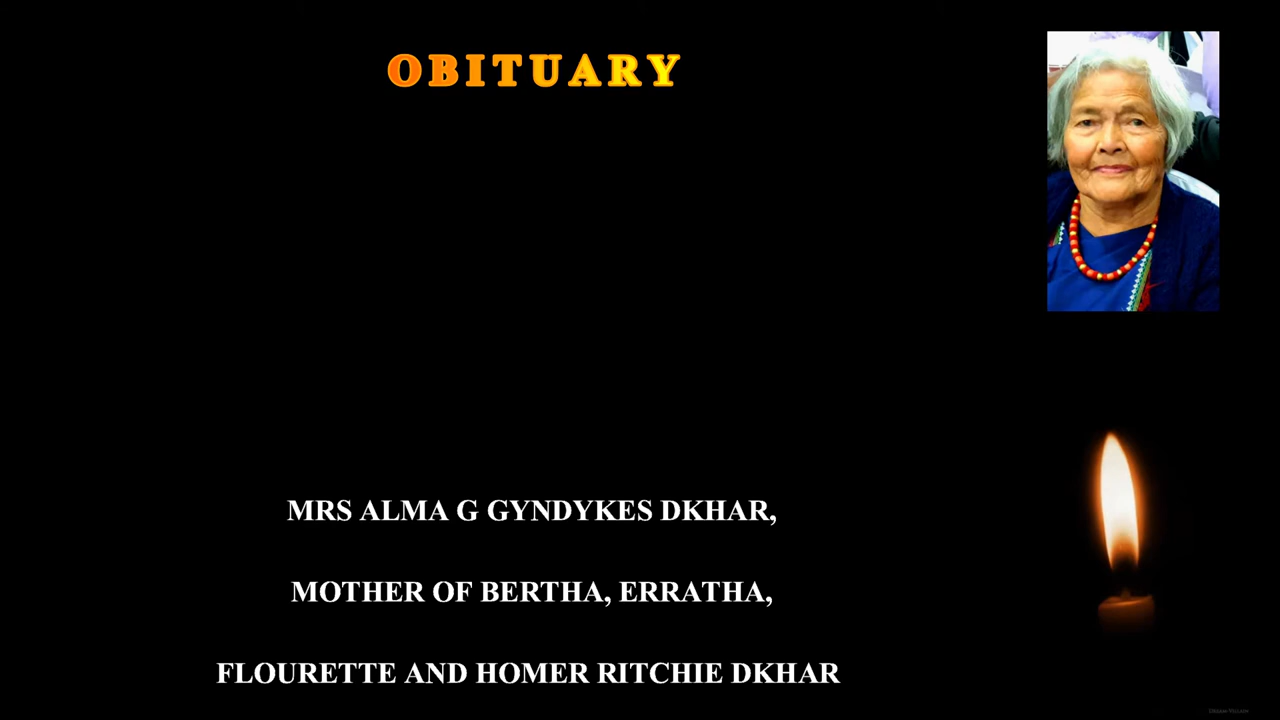 OBITUARY
MRS ALMA G GYNDYKES DKHAR,
MOTHER OF BERTHA, ERRATHA,
FLOURETTE AND HOMER RITCHIE DKHAR